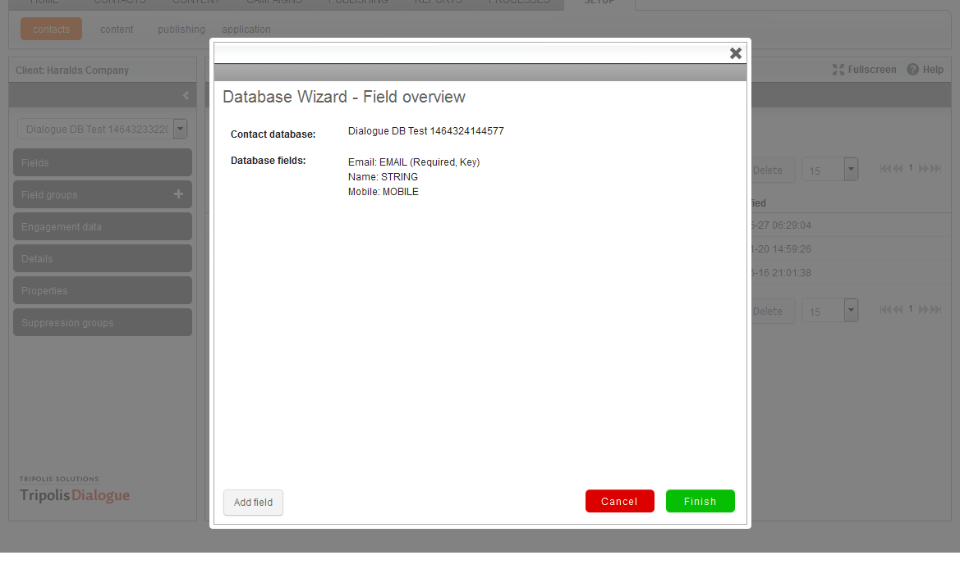 HOME CONTACTS CONTENT CAMPAIGNS PUBLISHING REPORTS PROCESSES SETUP
contacts content publishing application
Client: Haralds Company
Fullscreen Help
Database Wizard - Field overview
Contact database: Dialogue DB Test 1464324144577
Dialogue DB Test 14643233229
Database fields: Email: EMAIL (Required, Key)
Name: STRING
Mobile: MOBILE
Fields
Field groups
Engagement data
Details
Properties
Suppression groups
Delete 15 1
ied
-27 06:29:04
-20 14:59:26
-16 21:01:38
Delete 15 1
TRIPOLIS SOLUTIONS
TripolisDialogue
Add field Cancel Finish